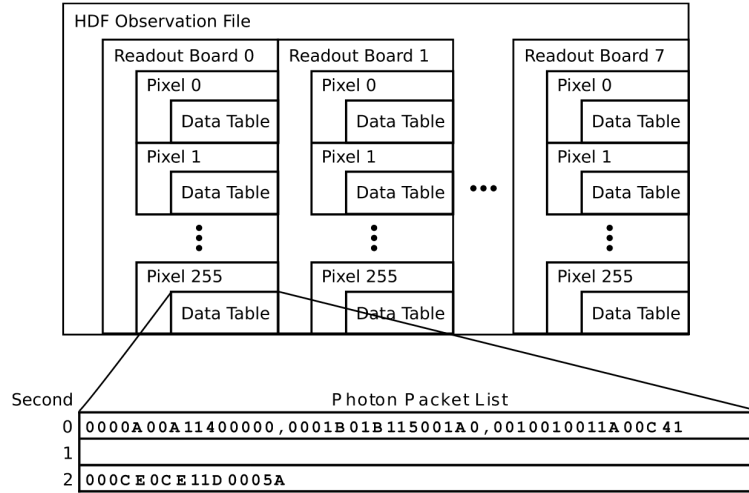 HDF Observation File
Readout Board 0 Readout Board 1 Readout Board 7
Pixel 0 Pixel 0 Pixel 0
Data Table Data Table Data Table
Pixel 1 Pixel 1 Pixel 1
Data Table Data Table Data Table
Pixel 255 Pixel 255 Pixel 255
Data Table Data Table Data Table
Second Photon Packet List
0 0000A00A11400000,0001B01B115001A0,0010010011A00C41
1
2 000CE0CE11D0005A